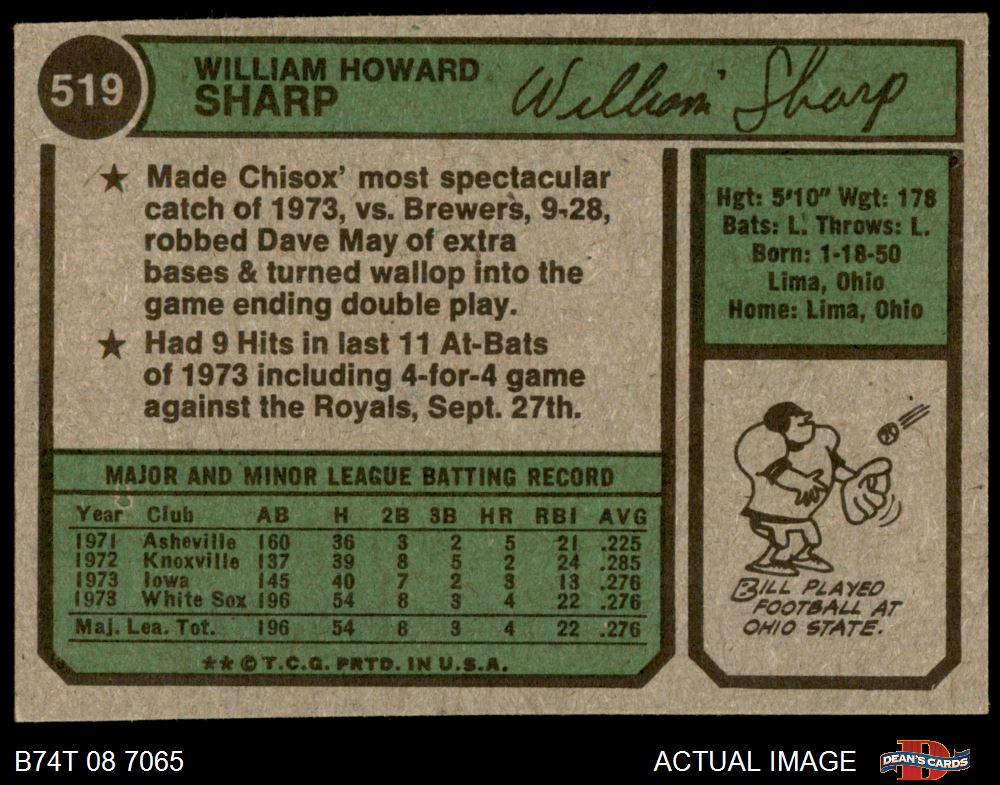 519
WILLIAM HOWARD
SHARP
William Sharp
★ Made Chisox' most spectacular
catch of 1973, vs. Brewers, 9-28,
robbed Dave May of extra
bases & turned wallop into the
game ending double play.
★ Had 9 Hits in last 11 At-Bats
of 1973 including 4-for-4 game
against the Royals, Sept. 27th.
Hgt: 5'10" Wgt: 178
Bats: L. Throws: L.
Born: 1-18-50
Lima, Ohio
Home: Lima, Ohio
MAJOR AND MINOR LEAGUE BATTING RECORD
Year Club AB H 2B 3B HR RBI AVG
1971 Asheville 160 36 3 2 5 21 .225
1972 Knoxville 137 39 8 5 2 24 .285
1973 Iowa 145 40 7 2 3 13 .276
1973 White Sox 196 54 8 3 4 22 .276
Maj. Lea. Tot. 196 54 8 3 4 22 .276
★★ © T.C.G. PRTD. IN U.S.A.
BILL PLAYED
FOOTBALL AT
OHIO STATE.
B74T 08 7065
ACTUAL IMAGE
DEAN'S CARDS